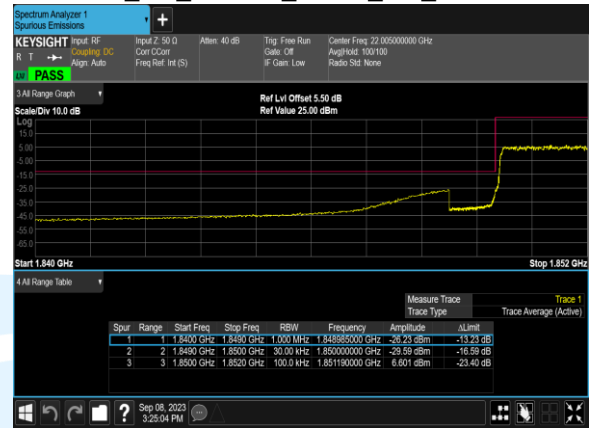 Spectrum Analyzer 1
Spurious Emissions
KEYSIGHT Input: RF Input Z: 50 Ω Atten: 40 dB Trig: Free Run Center Freq: 22.005000000 GHz
R T Coupling: DC Corr CCorr Gate: Off Avg|Hold: 100/100
Align: Auto Freq Ref: Int (S) IF Gain: Low Radio Std: None
PASS
3 All Range Graph
Ref Lvl Offset 5.50 dB
Scale/Div 10.0 dB Ref Value 25.00 dBm
Log
15.0
5.00
-5.00
-15.0
-25.0
-35.0
-45.0
-55.0
-65.0
Start 1.840 GHz Stop 1.852 GHz
4 All Range Table
Measure Trace Trace 1
Trace Type Trace Average (Active)
Spur Range Start Freq Stop Freq RBW Frequency Amplitude ΔLimit
1 1 1.8400 GHz 1.8490 GHz 1.000 MHz 1.848985000 GHz -26.23 dBm -13.23 dB
2 2 1.8490 GHz 1.8500 GHz 30.00 kHz 1.850000000 GHz -29.59 dBm -16.59 dB
3 3 1.8500 GHz 1.8520 GHz 100.0 kHz 1.851190000 GHz 6.601 dBm -23.40 dB
? Sep 08, 2023
3:25:04 PM